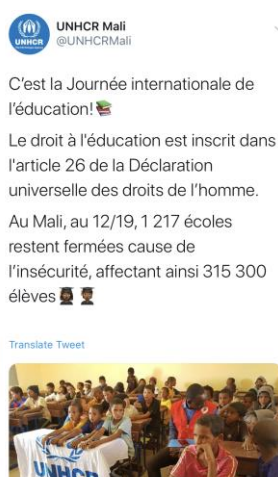 UNHCR Mali
@UNHCRMali
C'est la Journée internationale de
l'éducation!📚
Le droit à l'éducation est inscrit dans
l'article 26 de la Déclaration
universelle des droits de l'homme.
Au Mali, au 12/19, 1 217 écoles
restent fermées cause de
l'insécurité, affectant ainsi 315 300
élèves👩🏿‍🎓👨🏿‍🎓
Translate Tweet
UNHCR